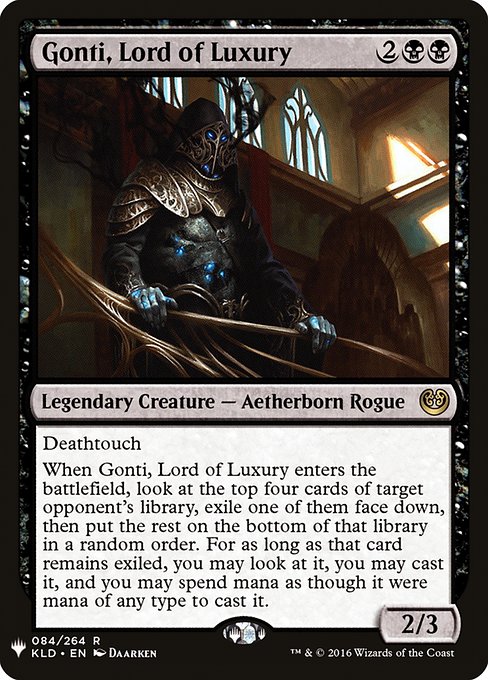 Gonti, Lord of Luxury 2
Legendary Creature — Aetherborn Rogue
Deathtouch
When Gonti, Lord of Luxury enters the
battlefield, look at the top four cards of target
opponent's library, exile one of them face down,
then put the rest on the bottom of that library
in a random order. For as long as that card
remains exiled, you may look at it, you may cast
it, and you may spend mana as though it were
mana of any type to cast it.
2/3
084/264 R
KLD • EN Daarken
™ & © 2016 Wizards of the Coast